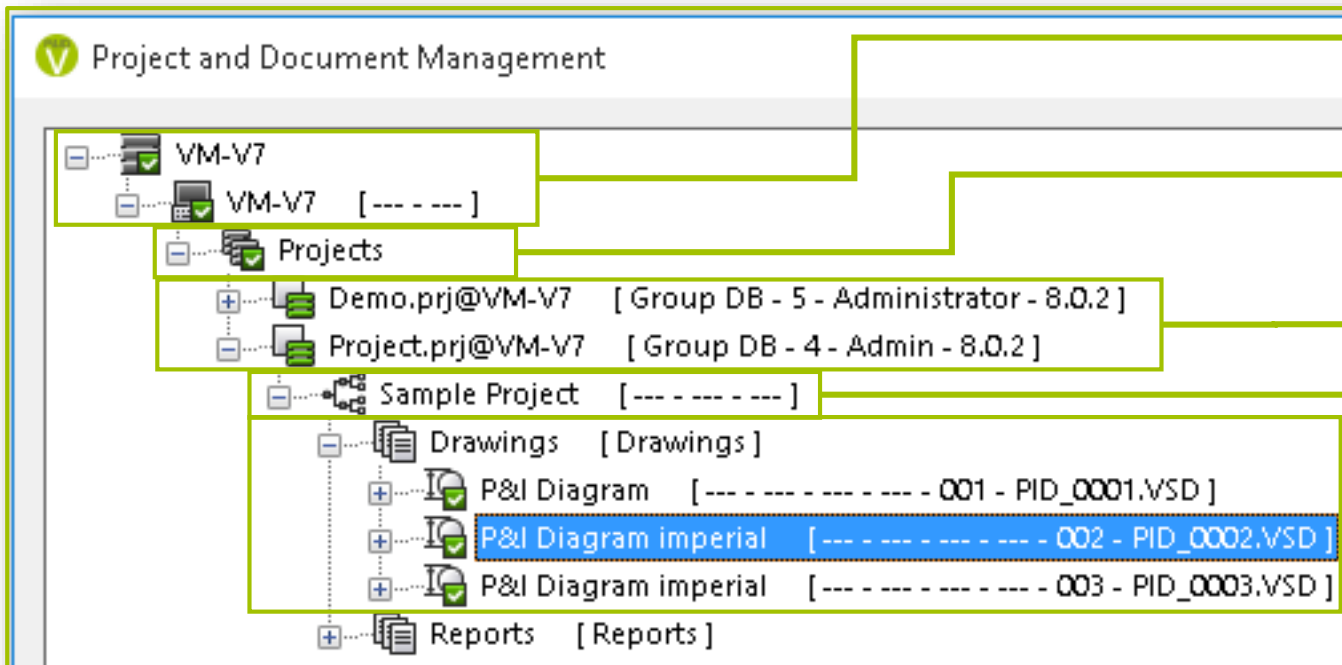 V Project and Document Management
VM-V7
VM-V7 [ --- - --- ]
Projects
Demo.prj@VM-V7 [ Group DB - 5 - Administrator - 8.0.2 ]
Project.prj@VM-V7 [ Group DB - 4 - Admin - 8.0.2 ]
Sample Project [ --- - --- - --- ]
Drawings [ Drawings ]
P&I Diagram [ --- - --- - --- - --- - 001 - PID_0001.VSD ]
P&I Diagram imperial [ --- - --- - --- - --- - 002 - PID_0002.VSD ]
P&I Diagram imperial [ --- - --- - --- - --- - 003 - PID_0003.VSD ]
Reports [ Reports ]